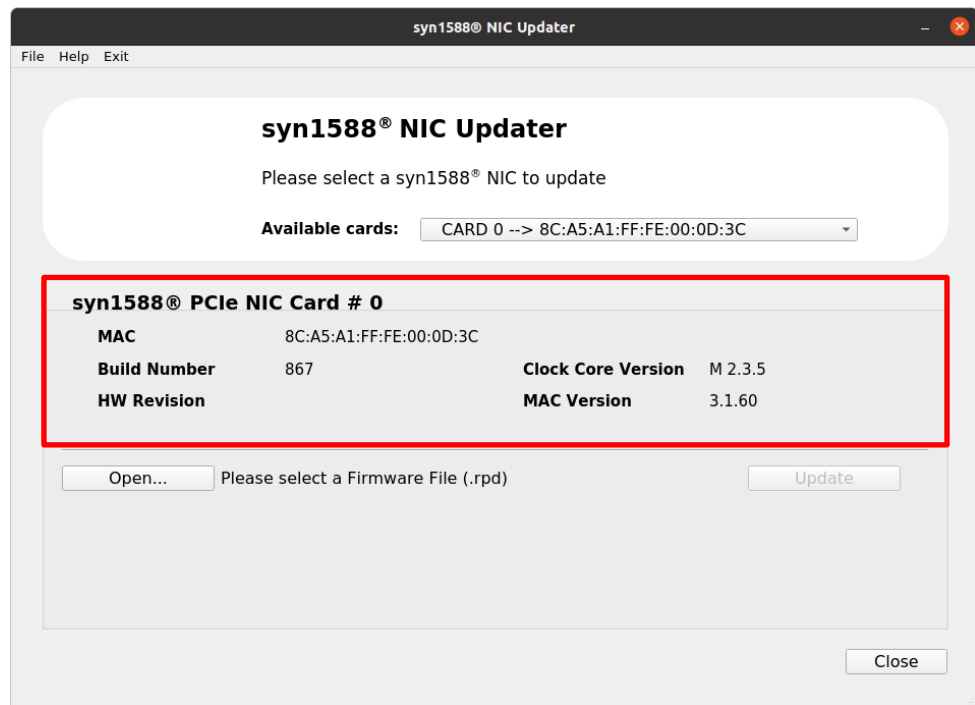 syn1588® NIC Updater
File Help Exit
syn1588® NIC Updater
Please select a syn1588® NIC to update
Available cards: CARD 0 --> 8C:A5:A1:FF:FE:00:0D:3C
syn1588® PCIe NIC Card # 0
MAC 8C:A5:A1:FF:FE:00:0D:3C
Build Number 867 Clock Core Version M 2.3.5
HW Revision MAC Version 3.1.60
Open... Please select a Firmware File (.rpd) Update
Close